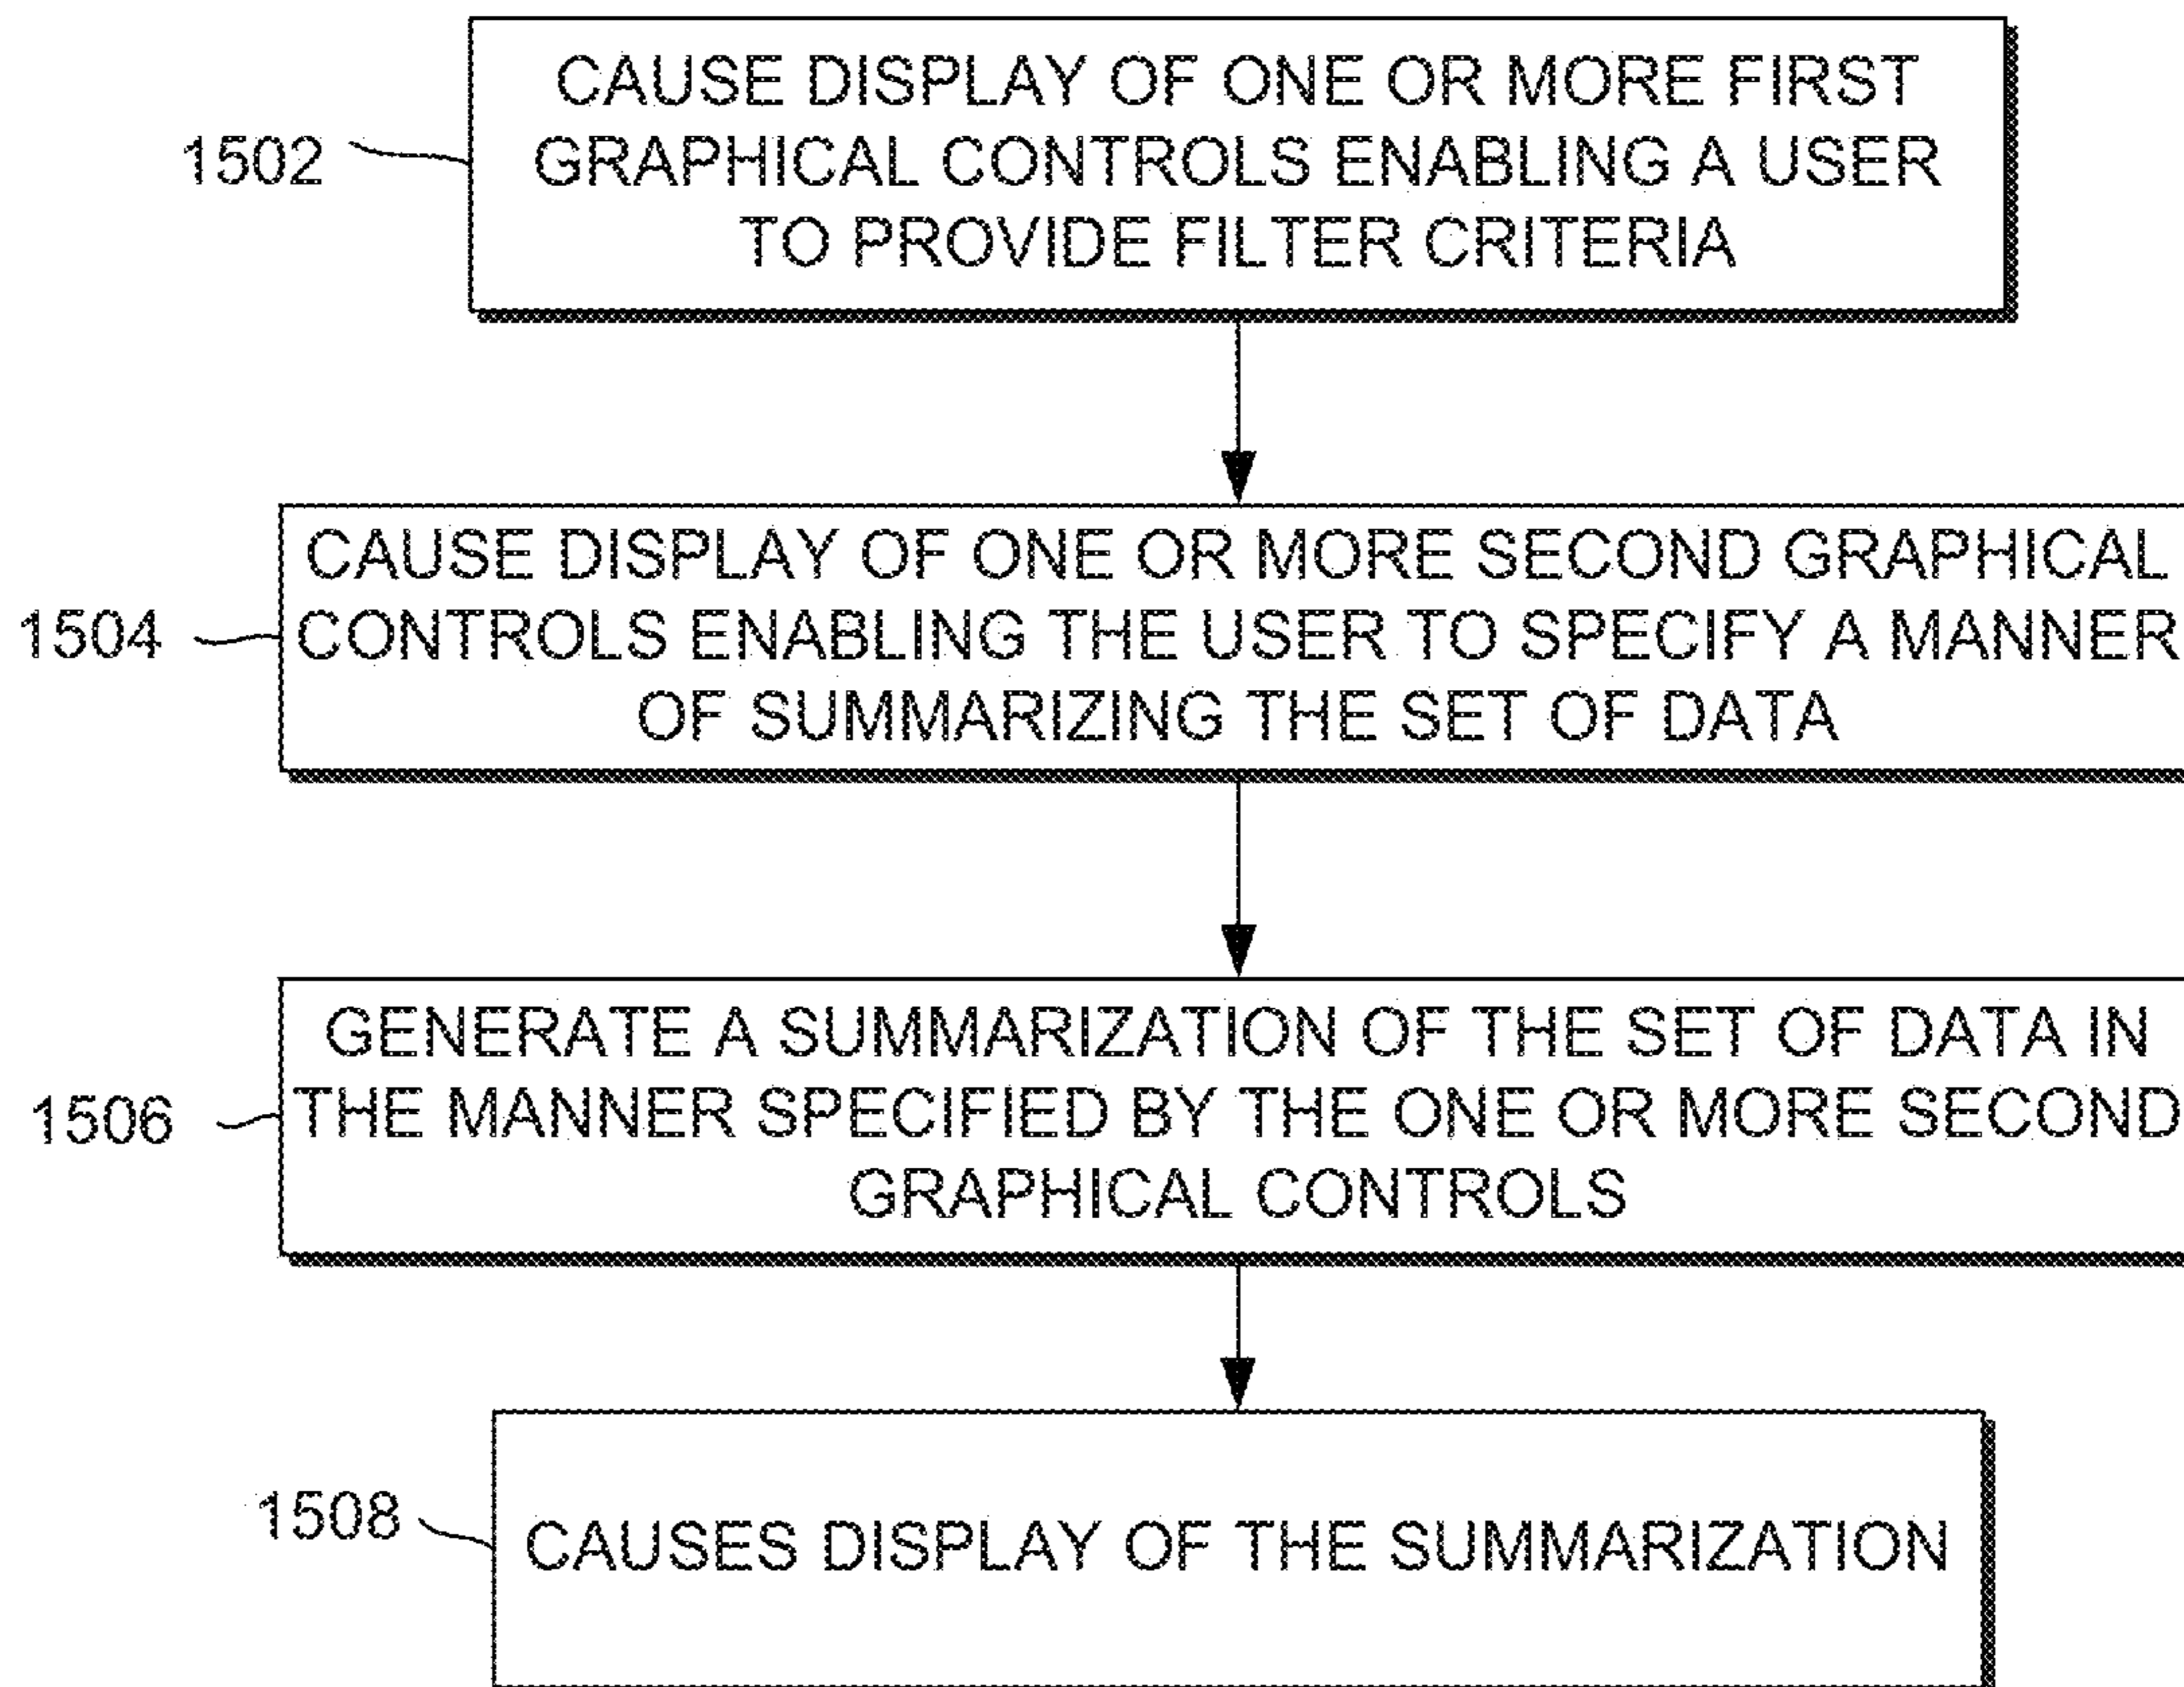 1502
CAUSE DISPLAY OF ONE OR MORE FIRST
GRAPHICAL CONTROLS ENABLING A USER
TO PROVIDE FILTER CRITERIA
1504
CAUSE DISPLAY OF ONE OR MORE SECOND GRAPHICAL
CONTROLS ENABLING THE USER TO SPECIFY A MANNER
OF SUMMARIZING THE SET OF DATA
1506
GENERATE A SUMMARIZATION OF THE SET OF DATA IN
THE MANNER SPECIFIED BY THE ONE OR MORE SECOND
GRAPHICAL CONTROLS
1508
CAUSES DISPLAY OF THE SUMMARIZATION